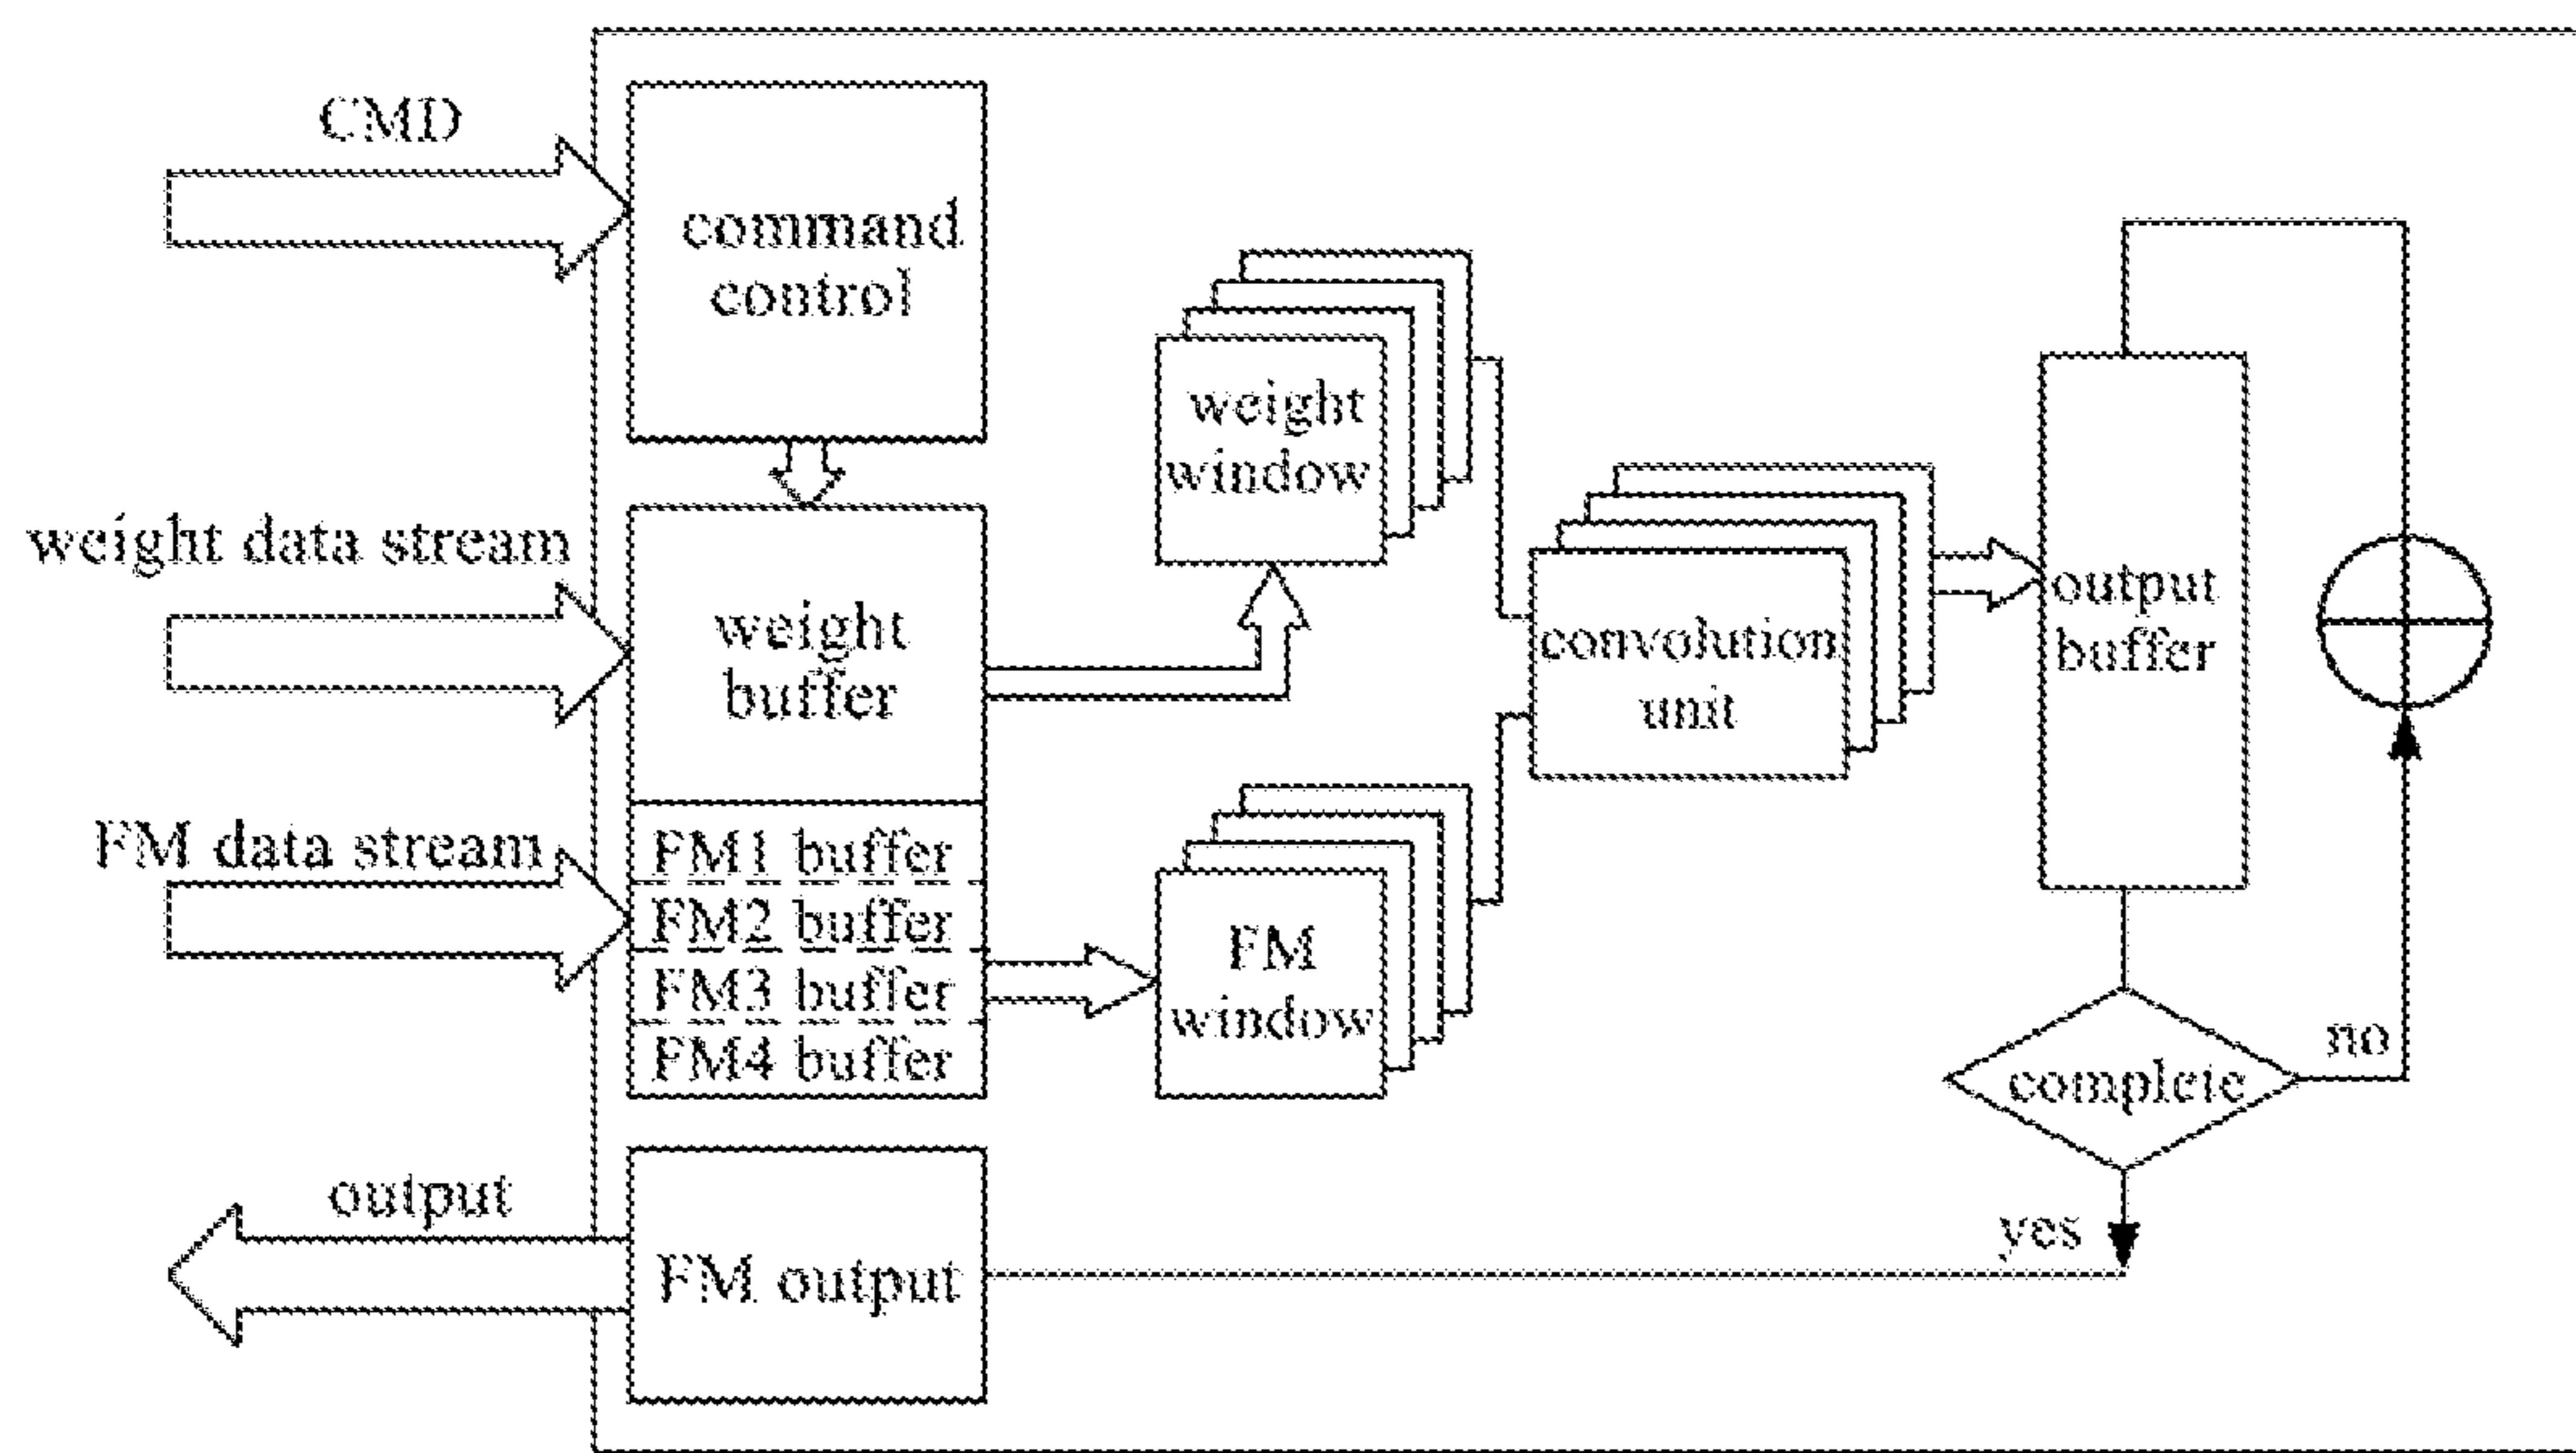 CMD
command
control
weight data stream
weight
buffer
FM data stream
FM1 buffer
FM2 buffer
FM3 buffer
FM4 buffer
output
FM output
weight
window
FM
window
convolution
unit
output
buffer
complete
no
yes